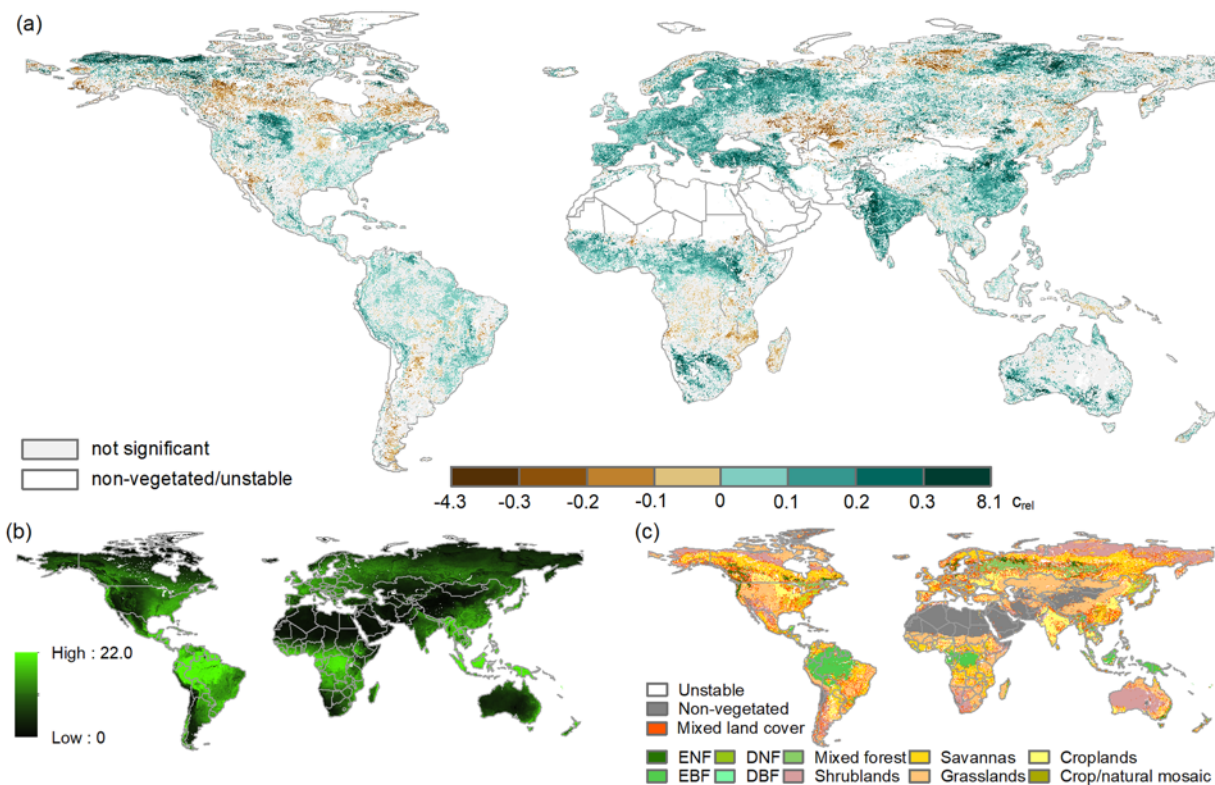 (a)
not significant
non-vegetated/unstable
-4.3 -0.3 -0.2 -0.1 0 0.1 0.2 0.3 8.1 c_rel
(b)
High : 22.0
Low : 0
(c)
Unstable
Non-vegetated
Mixed land cover
ENF DNF Mixed forest Savannas Croplands
EBF DBF Shrublands Grasslands Crop/natural mosaic